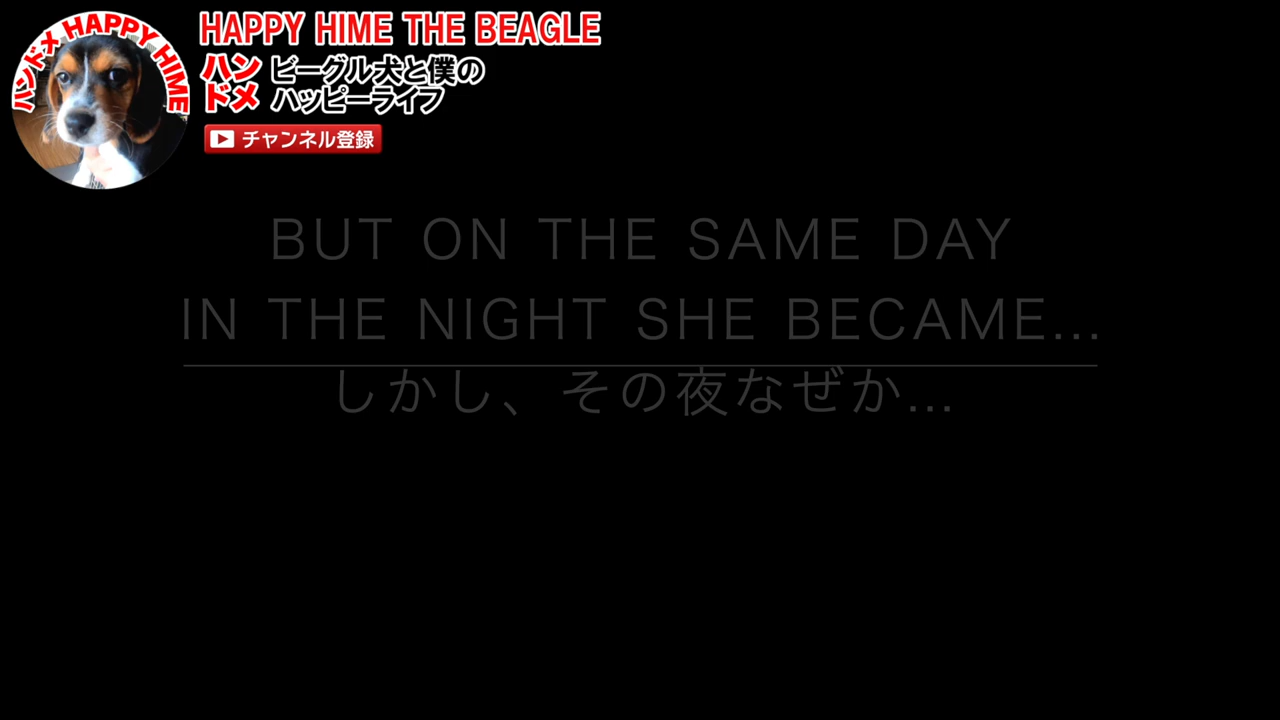 ハンドメ HAPPY HIME
HAPPY HIME THE BEAGLE
ハンドメ
ビーグル犬と僕の
ハッピーライフ
チャンネル登録
BUT ON THE SAME DAY
IN THE NIGHT SHE BECAME...
しかし、その夜なぜか...